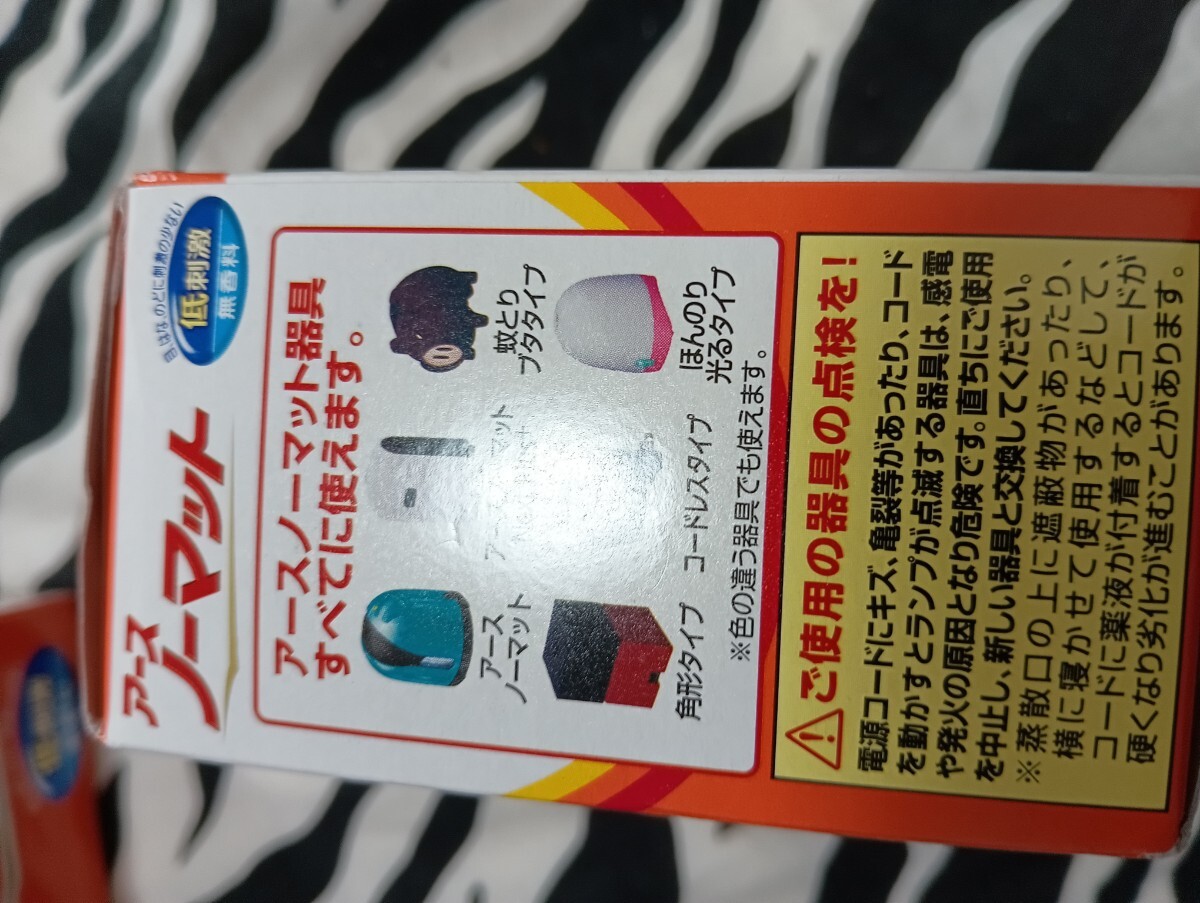 アース
ノーマット
目、はな、のどに刺激の少ない
低刺激
無香料
アースノーマット器具
すべてに使えます。
アース
ノーマット
蚊とり
ブタタイプ
角形タイプ
コードレスタイプ
ほんのり
光るタイプ
※色の違う器具でも使えます。
ご使用の器具の点検を!
電源コードにキズ、亀裂等があったり、コード
を動かすとランプが点滅する器具は、感電
や発火の原因となり危険です。直ちにご使用
を中止し、新しい器具と交換してください。
※蒸散口の上に遮蔽物があったり、
横に寝かせて使用するなどして、
コードに薬液が付着するとコードが
硬くなり劣化が進むことがあります。
低刺激